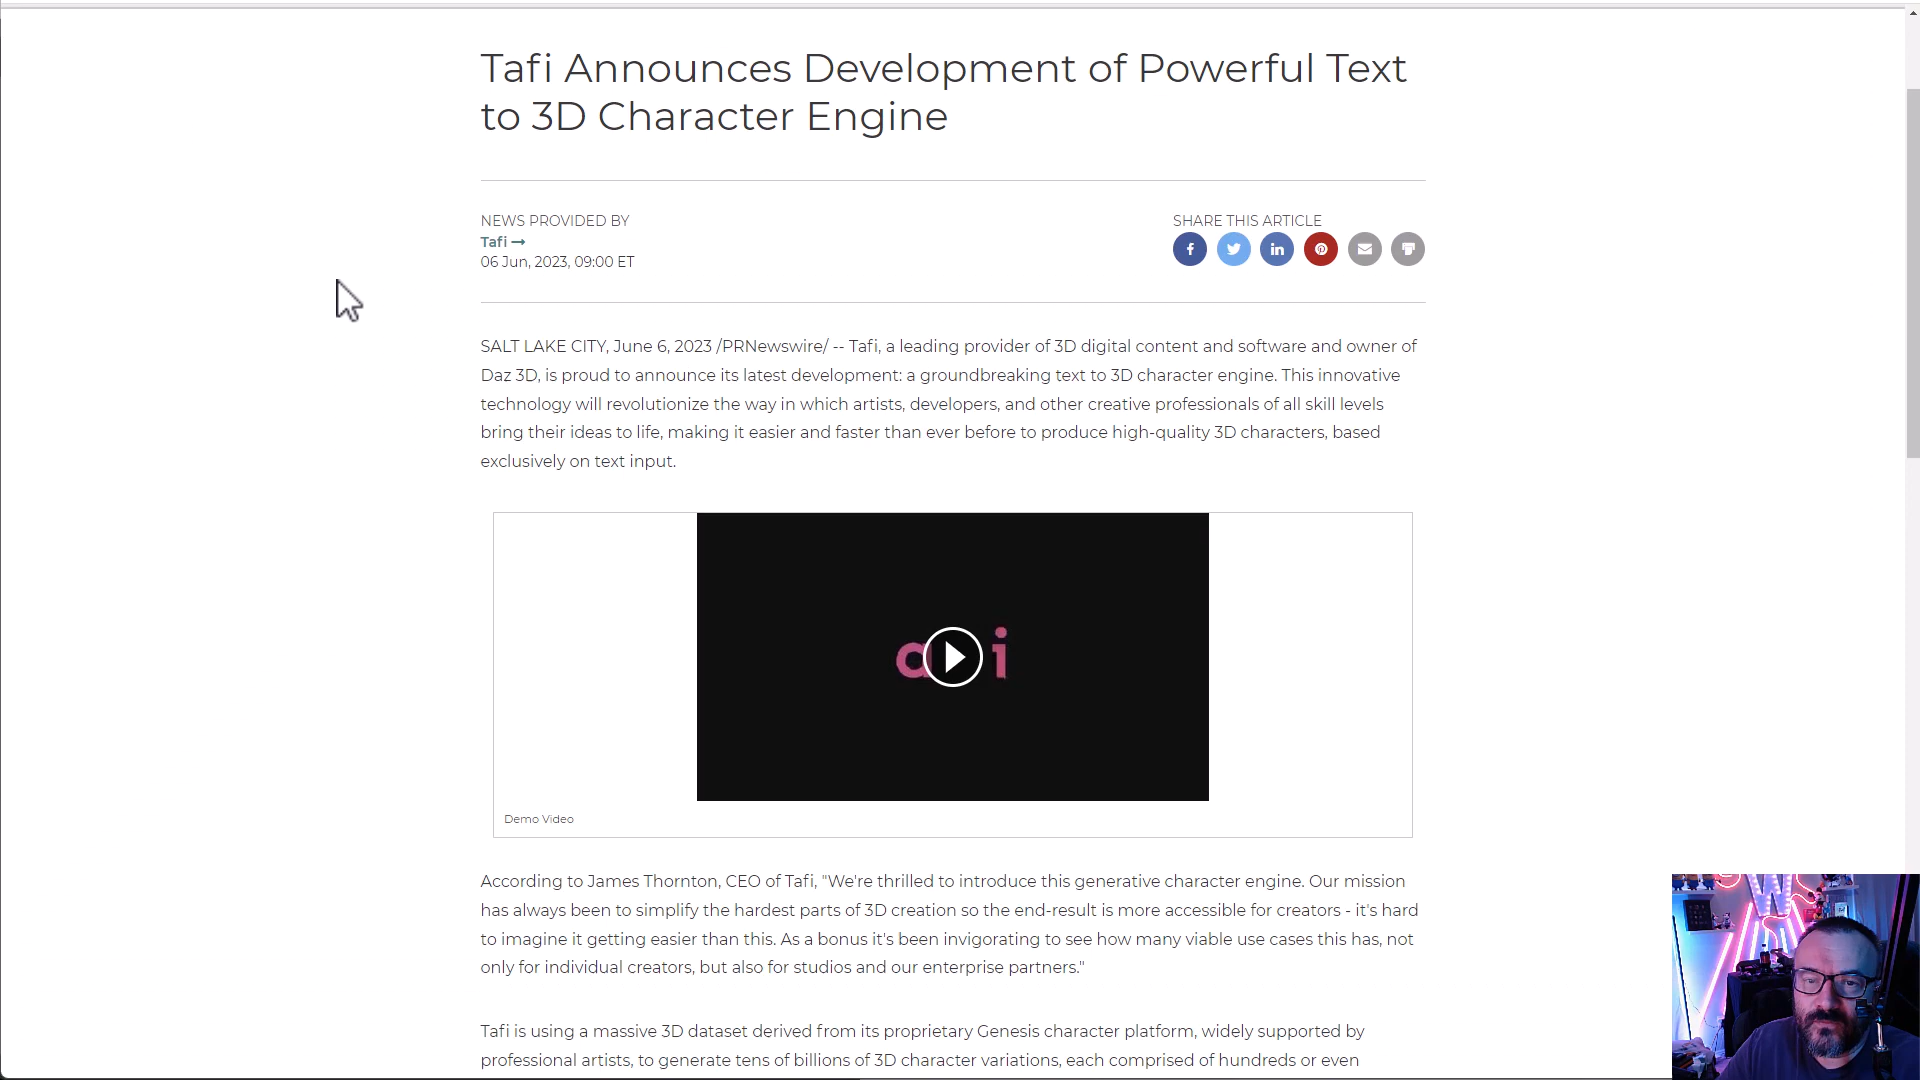 Tafi Announces Development of Powerful Text
to 3D Character Engine
NEWS PROVIDED BY
Tafi →
06 Jun, 2023, 09:00 ET
SHARE THIS ARTICLE
SALT LAKE CITY, June 6, 2023 /PRNewswire/ -- Tafi, a leading provider of 3D digital content and software and owner of
Daz 3D, is proud to announce its latest development: a groundbreaking text to 3D character engine. This innovative
technology will revolutionize the way in which artists, developers, and other creative professionals of all skill levels
bring their ideas to life, making it easier and faster than ever before to produce high-quality 3D characters, based
exclusively on text input.
Demo Video
According to James Thornton, CEO of Tafi, "We're thrilled to introduce this generative character engine. Our mission
has always been to simplify the hardest parts of 3D creation so the end-result is more accessible for creators - it's hard
to imagine it getting easier than this. As a bonus it's been invigorating to see how many viable use cases this has, not
only for individual creators, but also for studios and our enterprise partners."
Tafi is using a massive 3D dataset derived from its proprietary Genesis character platform, widely supported by
professional artists, to generate tens of billions of 3D character variations, each comprised of hundreds or even